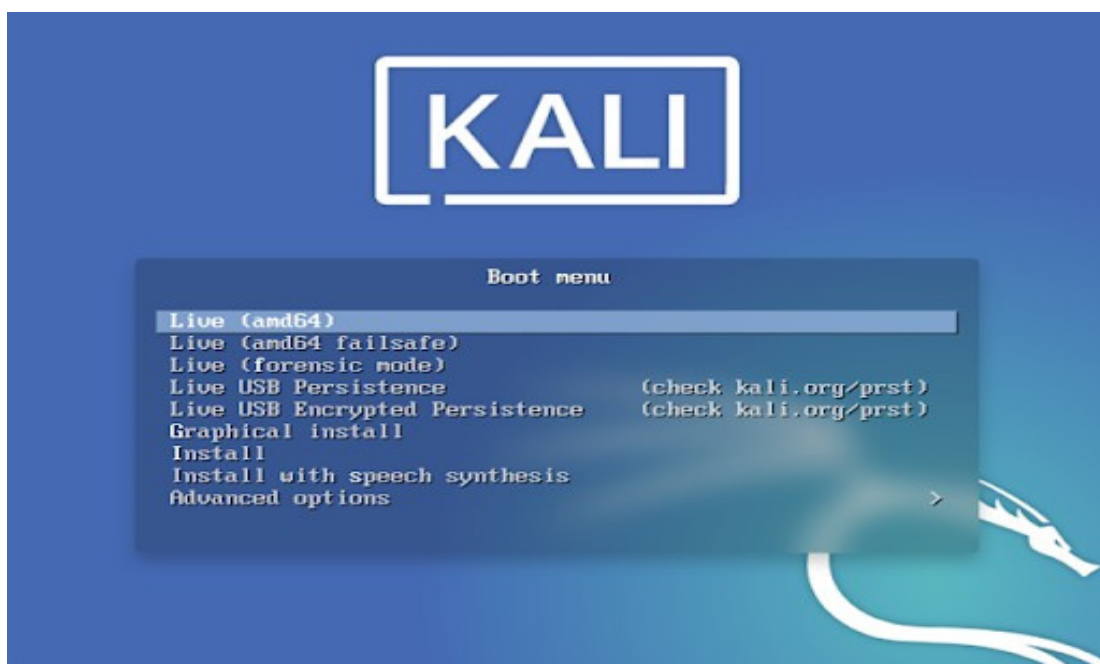 KALI
Boot menu
Live (amd64)
Live (amd64 failsafe)
Live (forensic mode)
Live USB Persistence (check kali.org/prst)
Live USB Encrypted Persistence (check kali.org/prst)
Graphical install
Install
Install with speech synthesis
Advanced options >